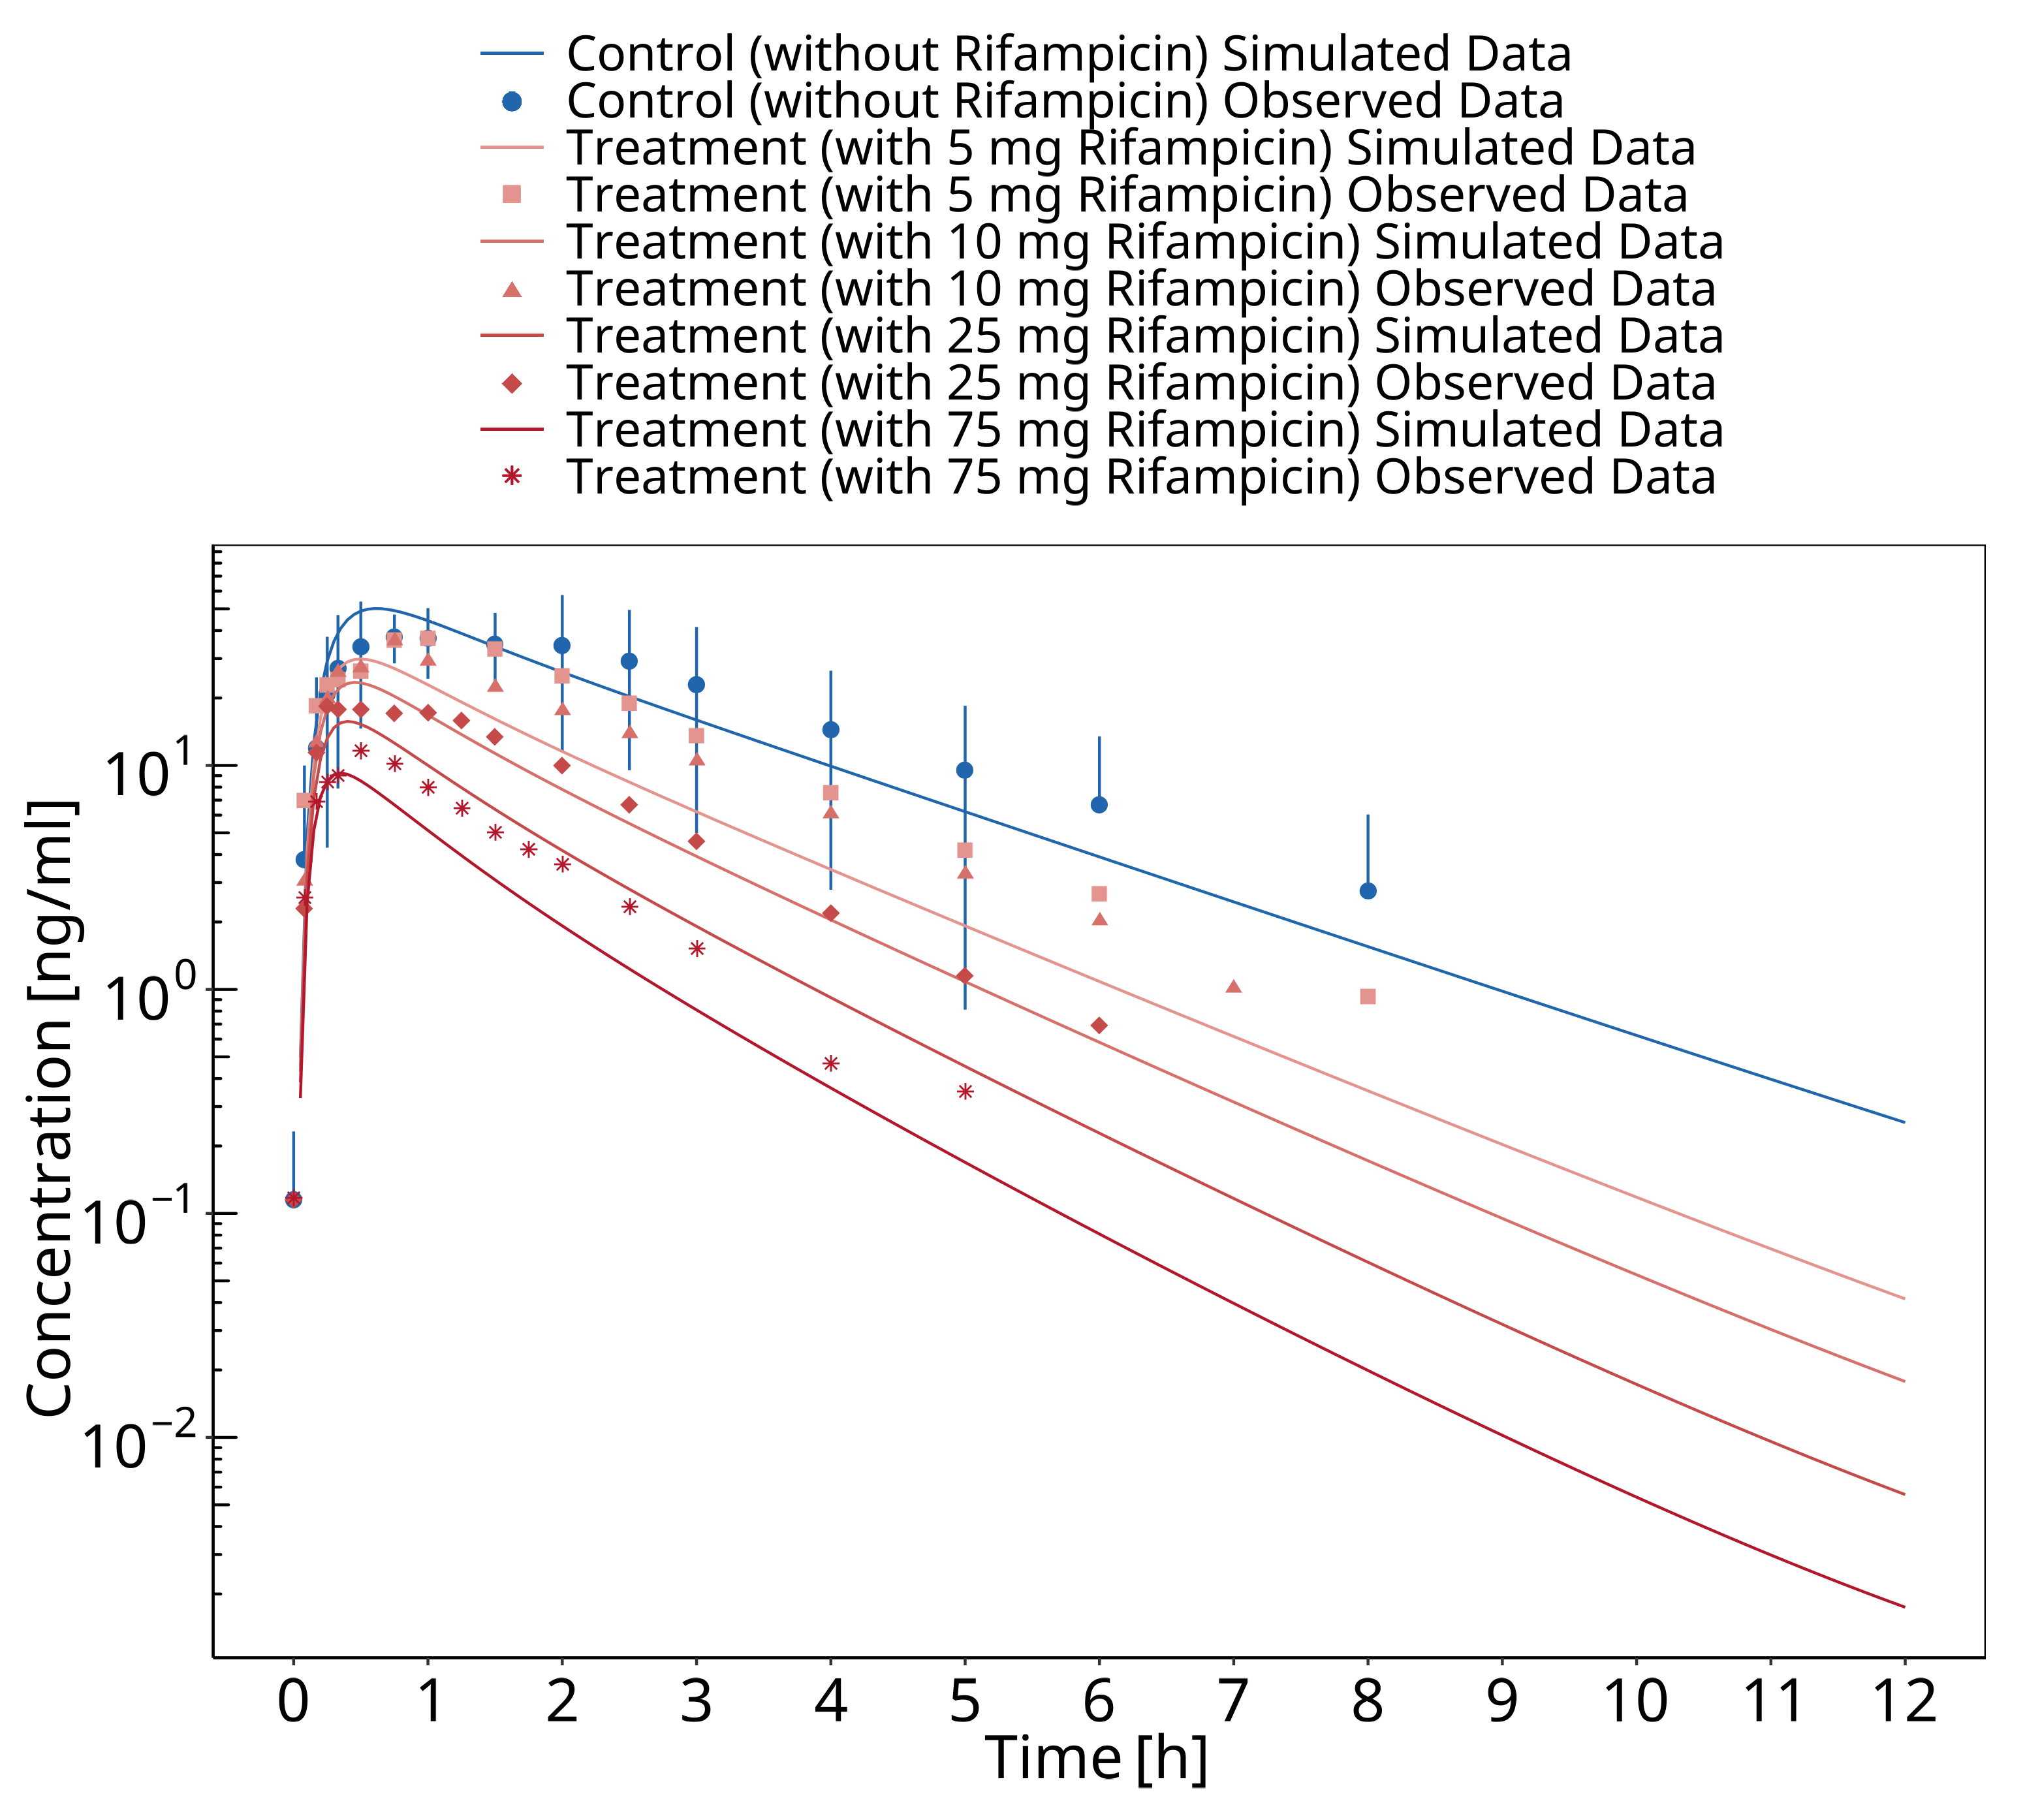 Control (without Rifampicin) Simulated Data
Control (without Rifampicin) Observed Data
Treatment (with 5 mg Rifampicin) Simulated Data
Treatment (with 5 mg Rifampicin) Observed Data
Treatment (with 10 mg Rifampicin) Simulated Data
Treatment (with 10 mg Rifampicin) Observed Data
Treatment (with 25 mg Rifampicin) Simulated Data
Treatment (with 25 mg Rifampicin) Observed Data
Treatment (with 75 mg Rifampicin) Simulated Data
Treatment (with 75 mg Rifampicin) Observed Data
Concentration [ng/ml]
10^1
10^0
10^−1
10^−2
0 1 2 3 4 5 6 7 8 9 10 11 12
Time [h]